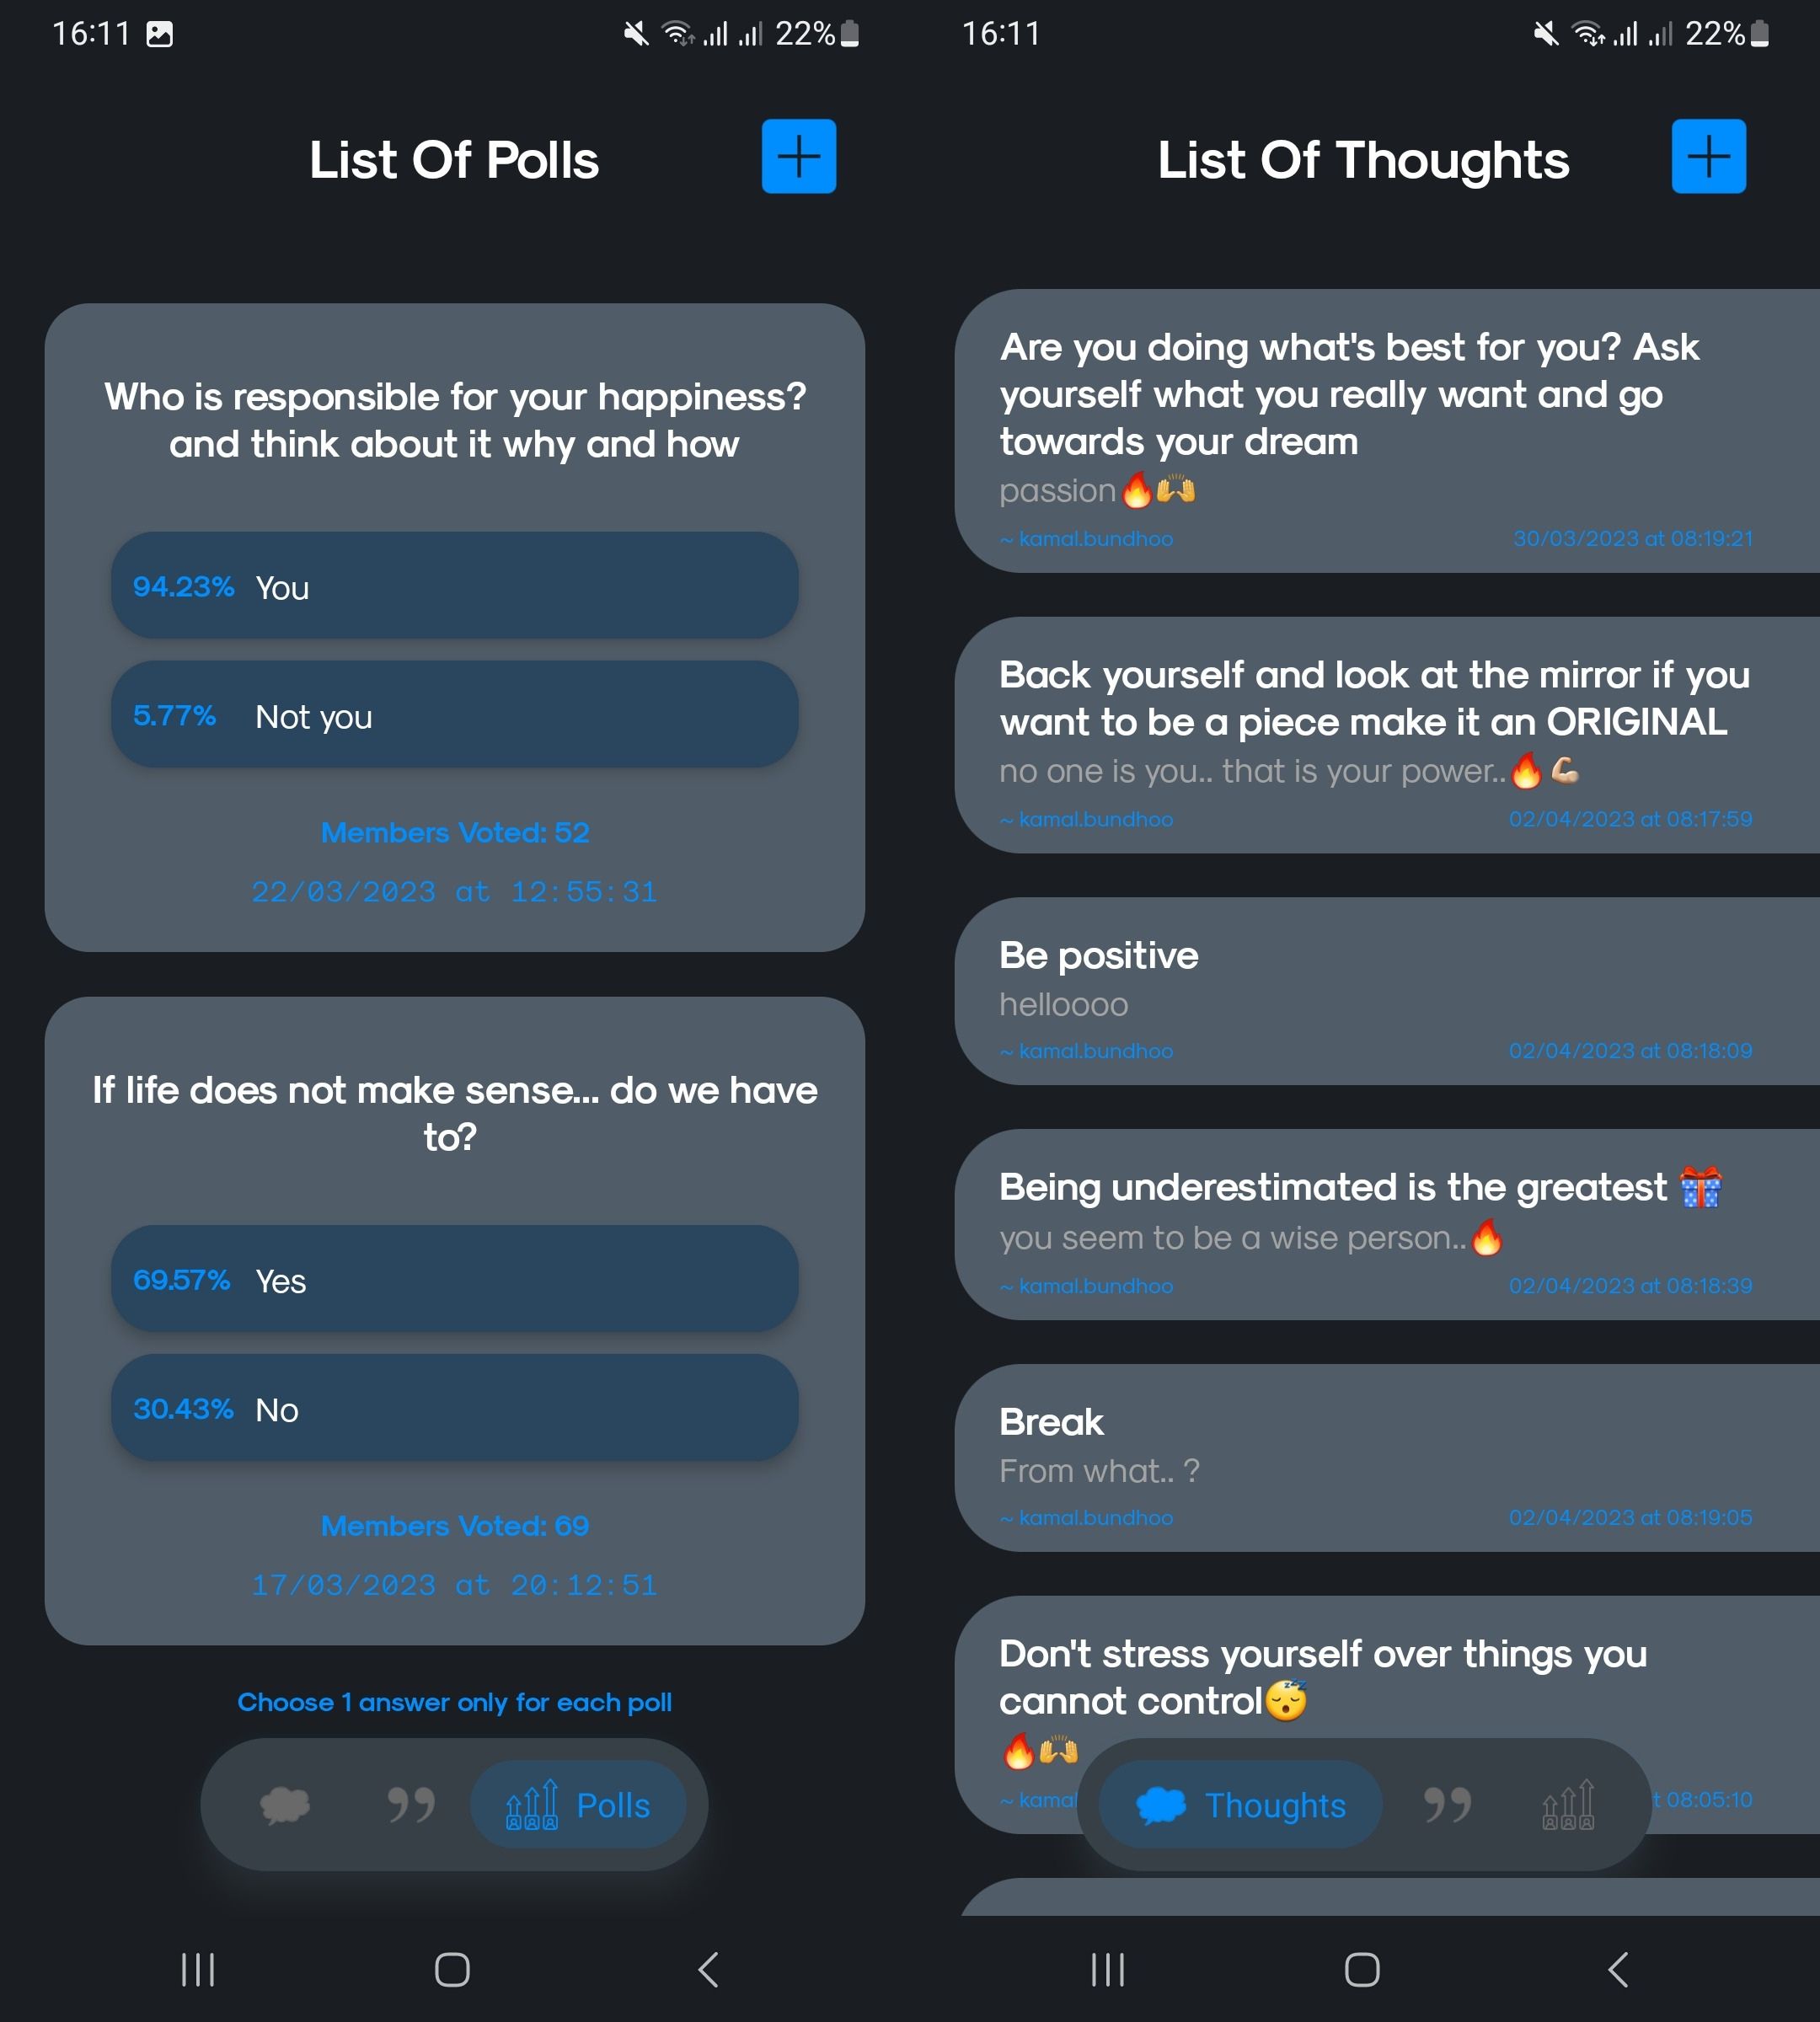 16:11
22%
List Of Polls
Who is responsible for your happiness?
and think about it why and how
94.23% You
5.77% Not you
Members Voted: 52
22/03/2023 at 12:55:31
If life does not make sense... do we have
to?
69.57% Yes
30.43% No
Members Voted: 69
17/03/2023 at 20:12:51
Choose 1 answer only for each poll
Polls
16:11
22%
List Of Thoughts
Are you doing what's best for you? Ask
yourself what you really want and go
towards your dream
passion🔥🙌
~ kamal.bundhoo 30/03/2023 at 08:19:21
Back yourself and look at the mirror if you
want to be a piece make it an ORIGINAL
no one is you.. that is your power..🔥💪🏻
~ kamal.bundhoo 02/04/2023 at 08:17:59
Be positive
helloooo
~ kamal.bundhoo 02/04/2023 at 08:18:09
Being underestimated is the greatest 🎁
you seem to be a wise person..🔥
~ kamal.bundhoo 02/04/2023 at 08:18:39
Break
From what.. ?
~ kamal.bundhoo 02/04/2023 at 08:19:05
Don't stress yourself over things you
cannot control😴
🔥🙌
~ kamal t 08:05:10
Thoughts